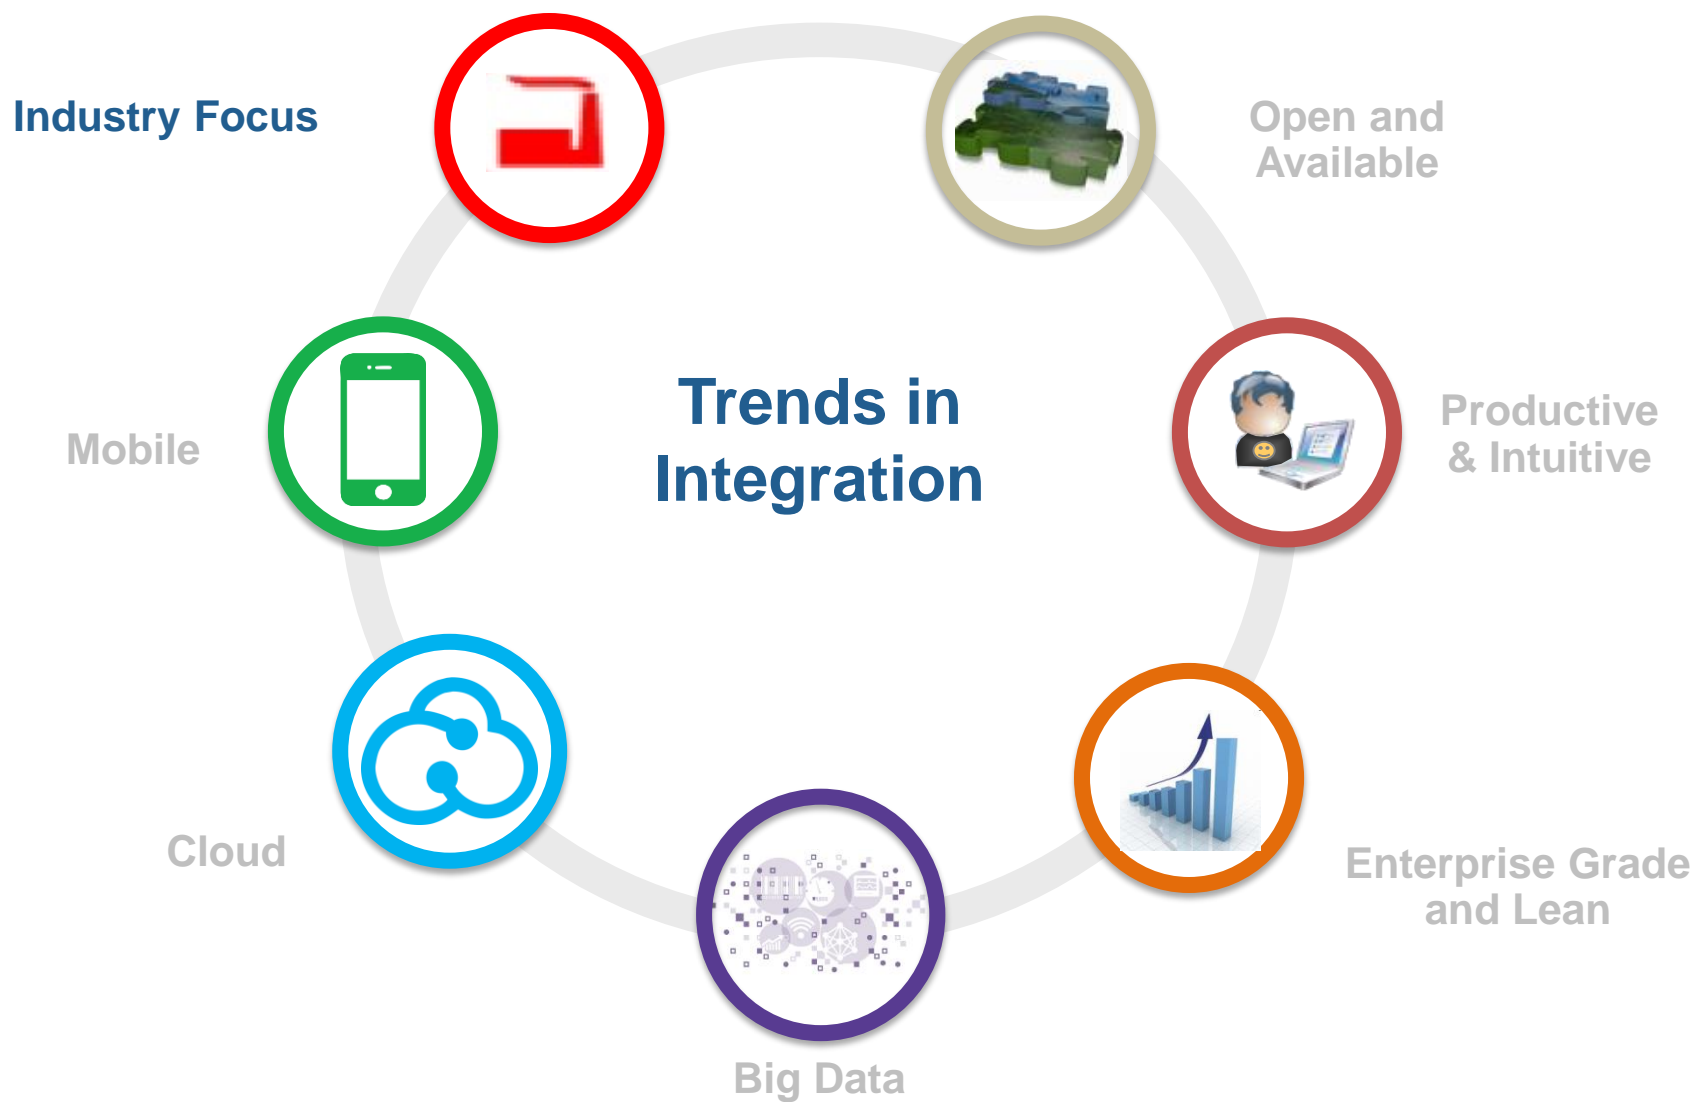 Industry Focus
Open and
Available
Trends in
Integration
Mobile
Productive
& Intuitive
Cloud
Enterprise Grade
and Lean
Big Data